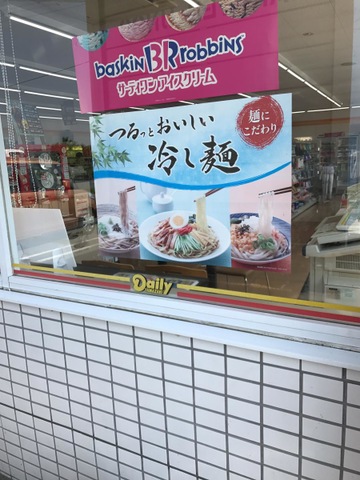 baskin BR robbins
サーティワン アイスクリーム
つるっとおいしい
冷し麺
麺に
こだわり
Daily